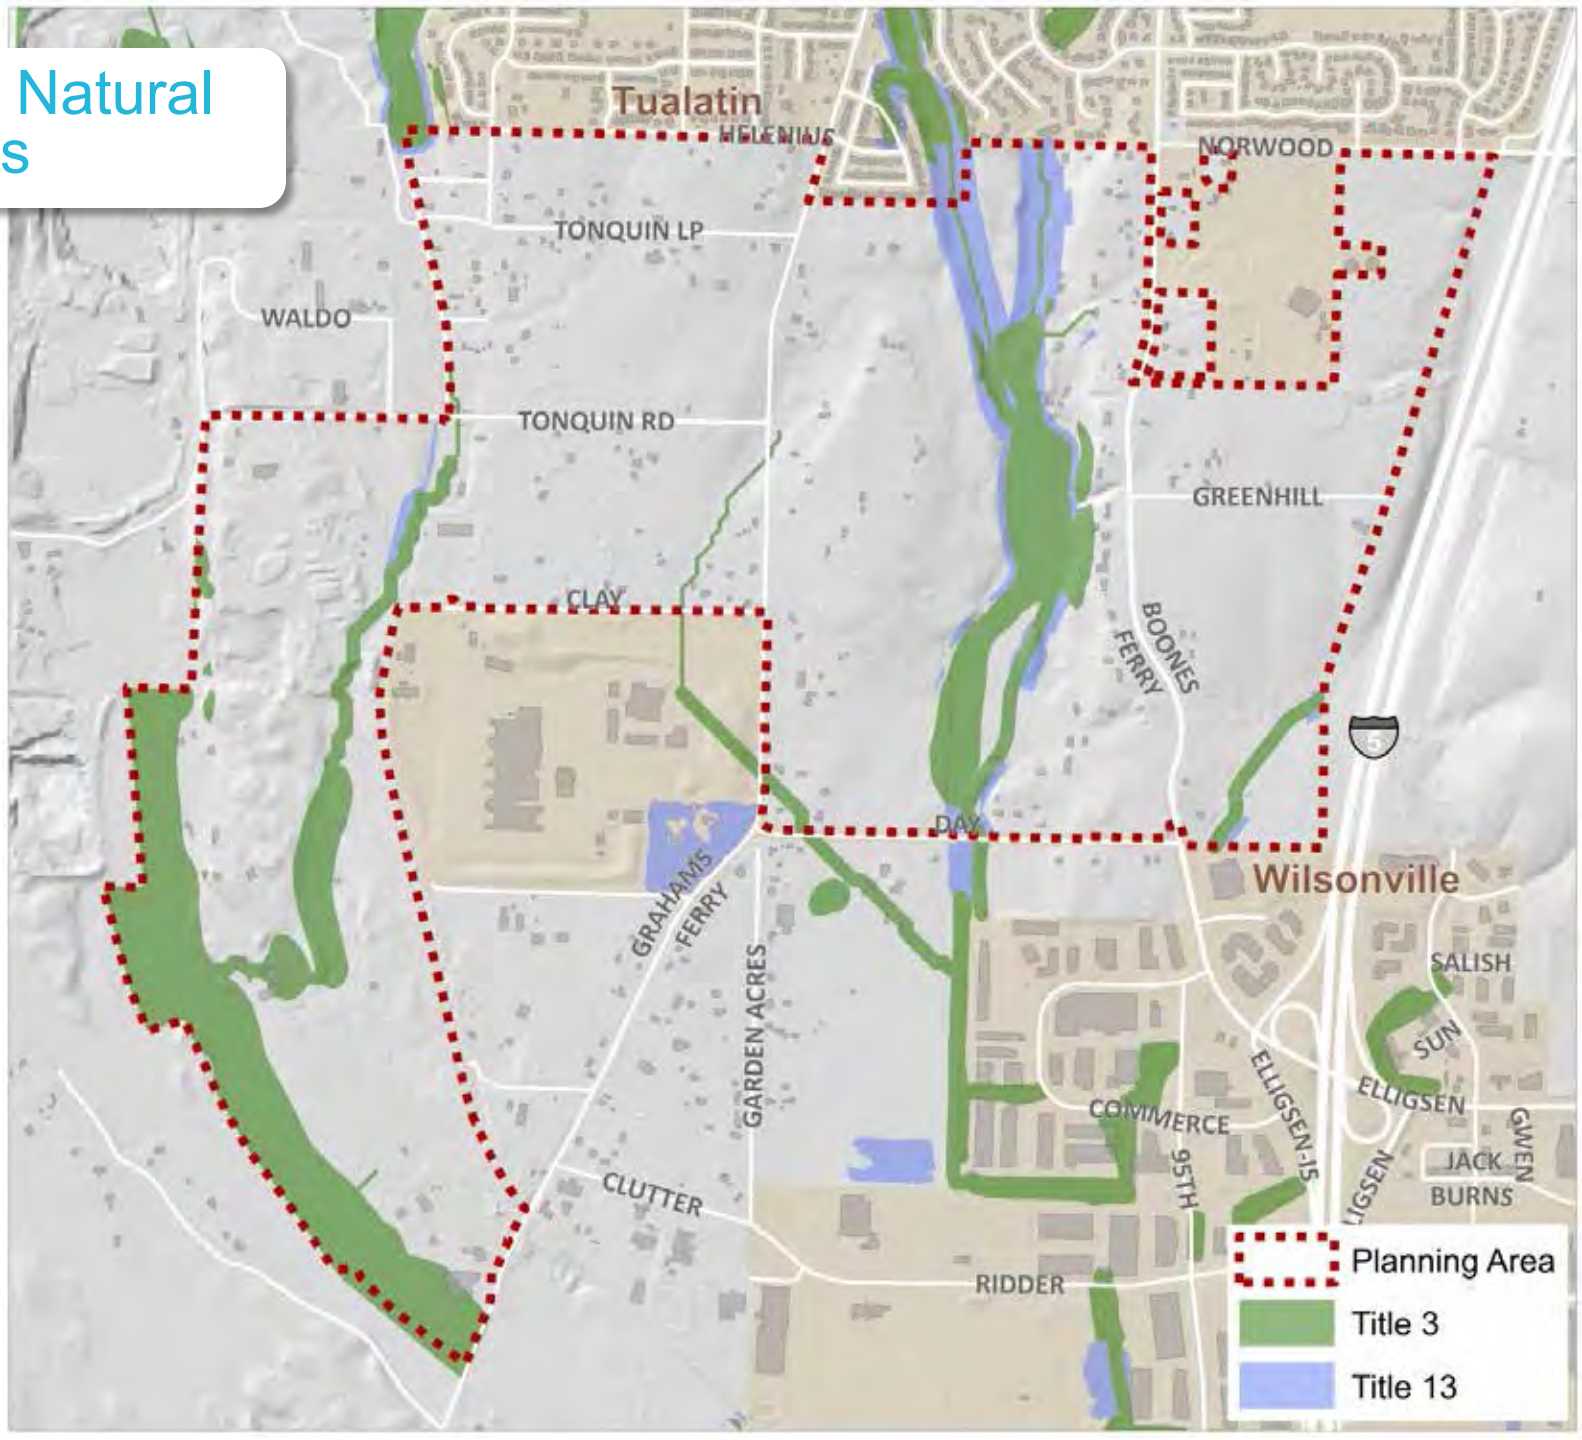 Natural
s
Tualatin
HELENIUS
NORWOOD
TONQUIN LP
WALDO
TONQUIN RD
GREENHILL
CLAY
BOONES
FERRY
5
DAY
Wilsonville
GRAHAMS
FERRY
GARDEN ACRES
SALISH
SUN
ELLIGSEN
ELLIGSEN-I5
COMMERCE
GWEN
95TH
JACK
BURNS
LIGSEN
CLUTTER
RIDDER
Planning Area
Title 3
Title 13